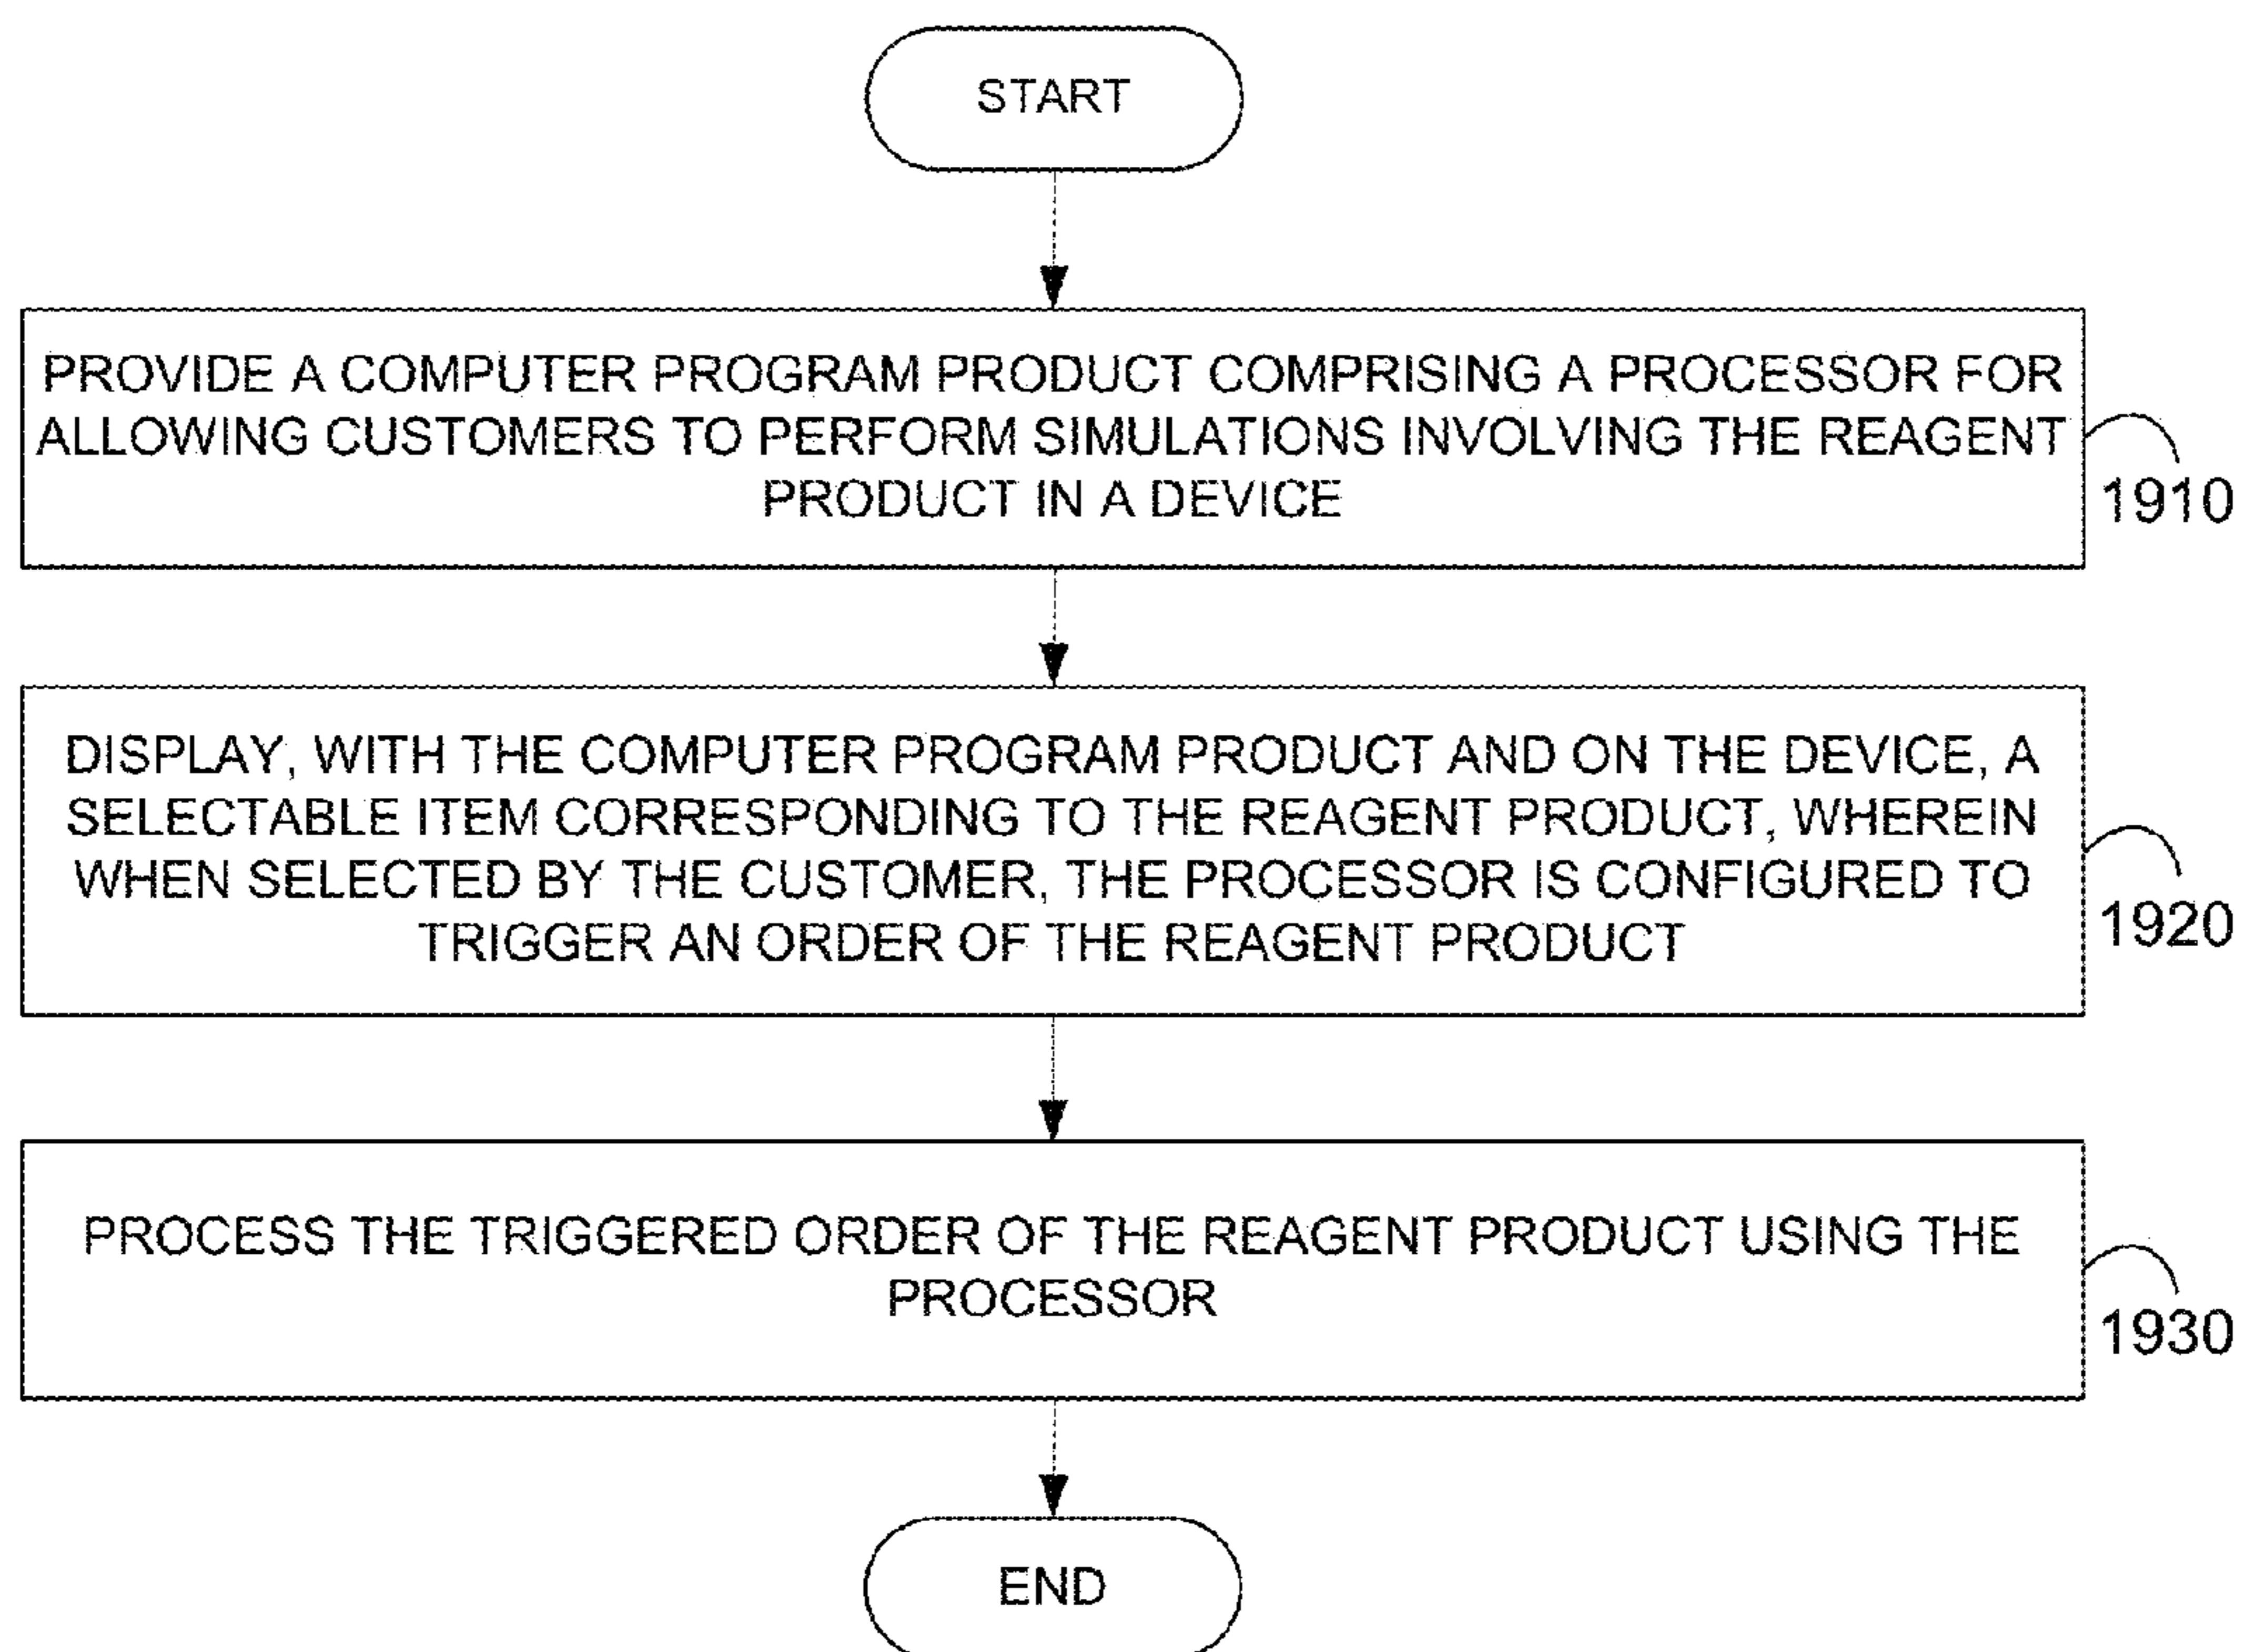 START
PROVIDE A COMPUTER PROGRAM PRODUCT COMPRISING A PROCESSOR FOR
ALLOWING CUSTOMERS TO PERFORM SIMULATIONS INVOLVING THE REAGENT
PRODUCT IN A DEVICE
1910
DISPLAY, WITH THE COMPUTER PROGRAM PRODUCT AND ON THE DEVICE, A
SELECTABLE ITEM CORRESPONDING TO THE REAGENT PRODUCT, WHEREIN
WHEN SELECTED BY THE CUSTOMER, THE PROCESSOR IS CONFIGURED TO
TRIGGER AN ORDER OF THE REAGENT PRODUCT
1920
PROCESS THE TRIGGERED ORDER OF THE REAGENT PRODUCT USING THE
PROCESSOR
1930
END